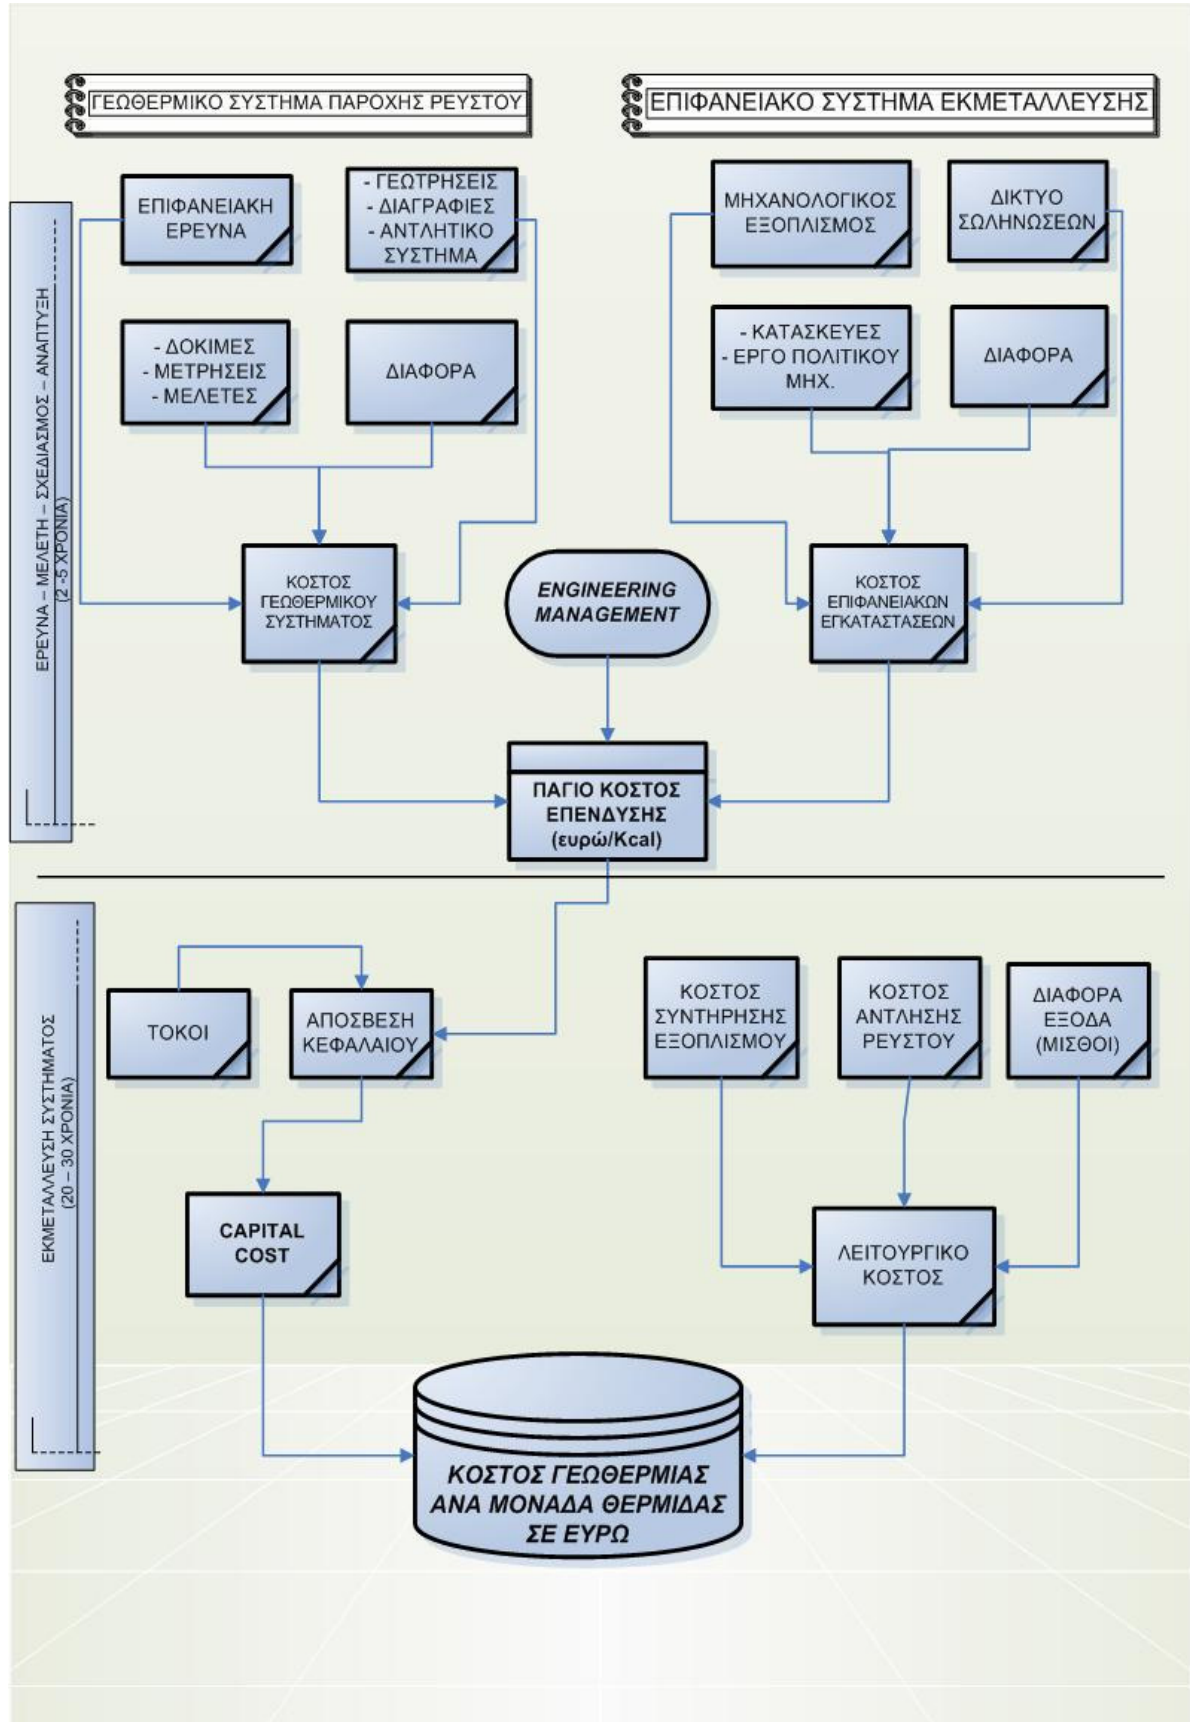 ΓΕΩΘΕΡΜΙΚΟ ΣΥΣΤΗΜΑ ΠΑΡΟΧΗΣ ΡΕΥΣΤΟΥ
ΕΠΙΦΑΝΕΙΑΚΟ ΣΥΣΤΗΜΑ ΕΚΜΕΤΑΛΛΕΥΣΗΣ
ΕΡΕΥΝΑ – ΜΕΛΕΤΗ – ΣΧΕΔΙΑΣΜΟΣ – ΑΝΑΠΤΥΞΗ
(2 -5 ΧΡΟΝΙΑ)
ΕΠΙΦΑΝΕΙΑΚΗ
ΕΡΕΥΝΑ
- ΓΕΩΤΡΗΣΕΙΣ
- ΔΙΑΓΡΑΦΙΕΣ
- ΑΝΤΛΗΤΙΚΟ
ΣΥΣΤΗΜΑ
ΜΗΧΑΝΟΛΟΓΙΚΟΣ
ΕΞΟΠΛΙΣΜΟΣ
ΔΙΚΤΥΟ
ΣΩΛΗΝΩΣΕΩΝ
- ΔΟΚΙΜΕΣ
- ΜΕΤΡΗΣΕΙΣ
- ΜΕΛΕΤΕΣ
ΔΙΑΦΟΡΑ
- ΚΑΤΑΣΚΕΥΕΣ
- ΕΡΓΟ ΠΟΛΙΤΙΚΟΥ
ΜΗΧ.
ΔΙΑΦΟΡΑ
ΚΟΣΤΟΣ
ΓΕΩΘΕΡΜΙΚΟΥ
ΣΥΣΤΗΜΑΤΟΣ
ENGINEERING
MANAGEMENT
ΚΟΣΤΟΣ
ΕΠΙΦΑΝΕΙΑΚΩΝ
ΕΓΚΑΤΑΣΤΑΣΕΩΝ
ΠΑΓΙΟ ΚΟΣΤΟΣ
ΕΠΕΝΔΥΣΗΣ
(ευρώ/Kcal)
ΕΚΜΕΤΑΛΛΕΥΣΗ ΣΥΣΤΗΜΑΤΟΣ
(20 – 30 ΧΡΟΝΙΑ)
ΤΟΚΟΙ
ΑΠΟΣΒΕΣΗ
ΚΕΦΑΛΑΙΟΥ
ΚΟΣΤΟΣ
ΣΥΝΤΗΡΗΣΗΣ
ΕΞΟΠΛΙΣΜΟΥ
ΚΟΣΤΟΣ
ΑΝΤΛΗΣΗΣ
ΡΕΥΣΤΟΥ
ΔΙΑΦΟΡΑ
ΕΞΟΔΑ
(ΜΙΣΘΟΙ)
CAPITAL
COST
ΛΕΙΤΟΥΡΓΙΚΟ
ΚΟΣΤΟΣ
ΚΟΣΤΟΣ ΓΕΩΘΕΡΜΙΑΣ
ΑΝΑ ΜΟΝΑΔΑ ΘΕΡΜΙΔΑΣ
ΣΕ ΕΥΡΩ